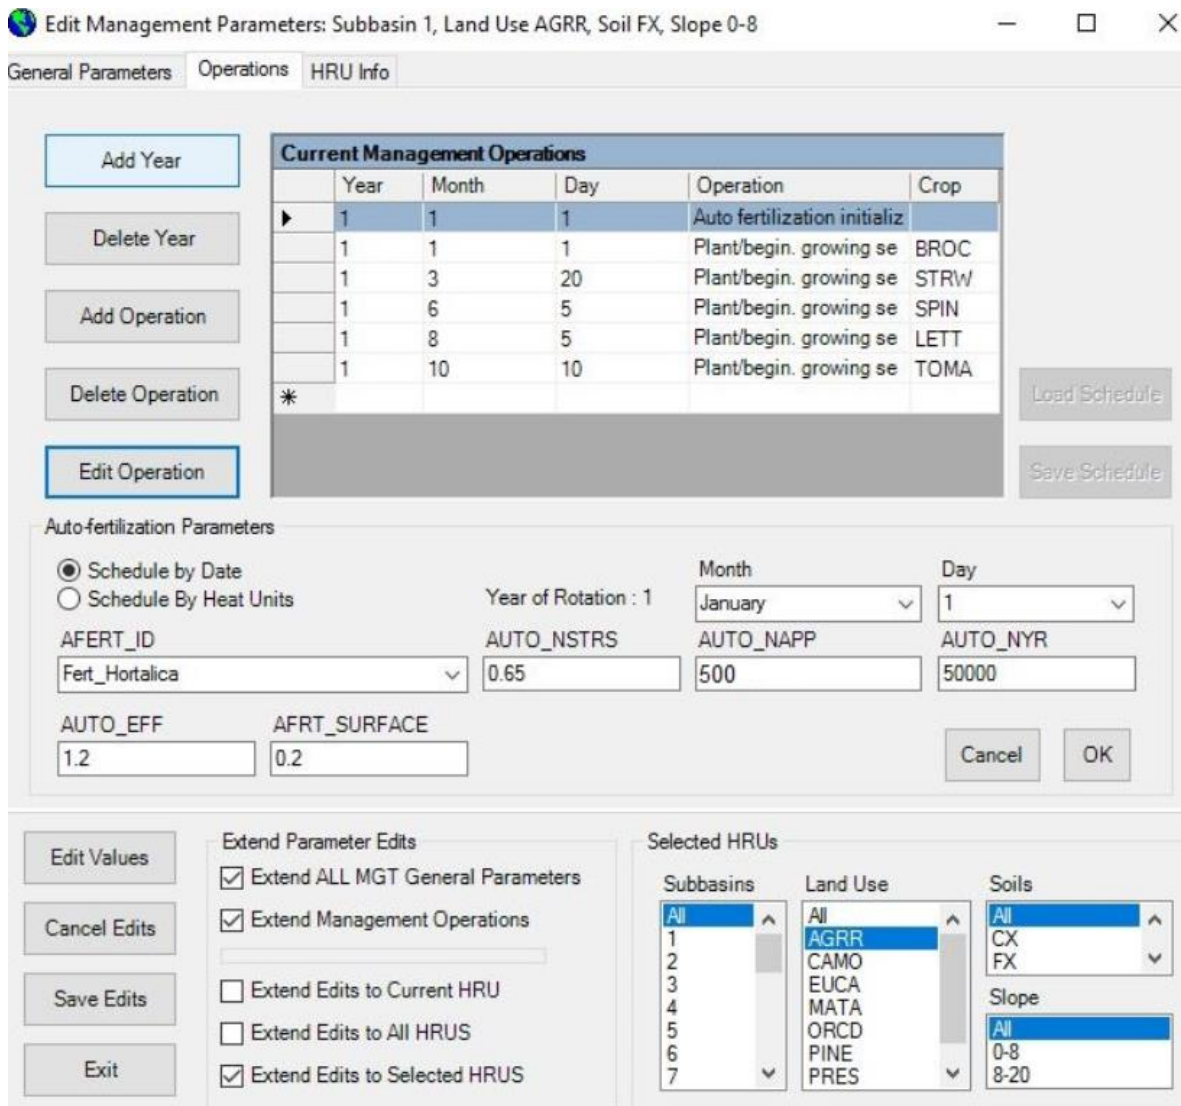 Edit Management Parameters: Subbasin 1, Land Use AGRR, Soil FX, Slope 0-8
General Parameters Operations HRU Info
Add Year
Delete Year
Add Operation
Delete Operation
Edit Operation
Current Management Operations
Year Month Day Operation Crop
1 1 1 Auto fertilization initializ
1 1 1 Plant/begin. growing se BROC
1 3 20 Plant/begin. growing se STRW
1 6 5 Plant/begin. growing se SPIN
1 8 5 Plant/begin. growing se LETT
1 10 10 Plant/begin. growing se TOMA
Load Schedule
Save Schedule
Auto-fertilization Parameters
Schedule by Date
Schedule By Heat Units
Year of Rotation : 1
Month
January
Day
1
AFERT_ID
Fert_Hortalica
AUTO_NSTRS
0.65
AUTO_NAPP
500
AUTO_NYR
50000
AUTO_EFF
1.2
AFRT_SURFACE
0.2
Cancel
OK
Edit Values
Cancel Edits
Save Edits
Exit
Extend Parameter Edits
Extend ALL MGT General Parameters
Extend Management Operations
Extend Edits to Current HRU
Extend Edits to All HRUS
Extend Edits to Selected HRUS
Selected HRUs
Subbasins
All
1
2
3
4
5
6
7
Land Use
All
AGRR
CAMO
EUCA
MATA
ORCD
PINE
PRES
Soils
All
CX
FX
Slope
All
0-8
8-20